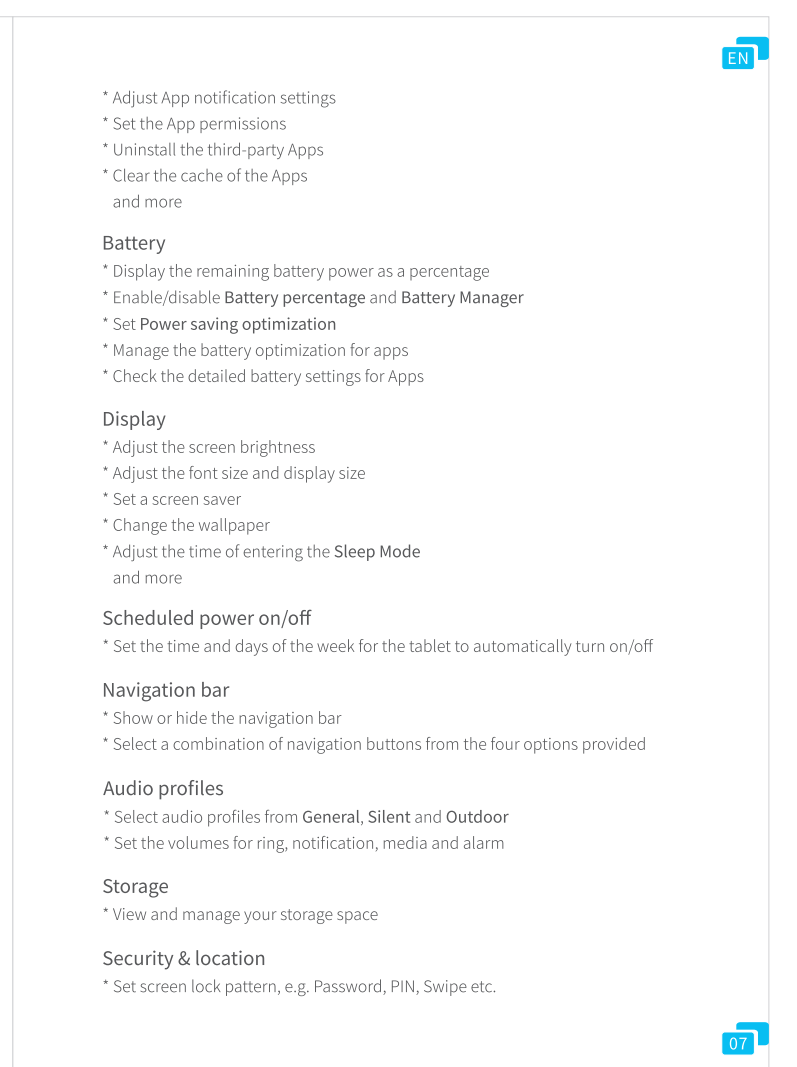 EN
* Adjust App notification settings
* Set the App permissions
* Uninstall the third-party Apps
* Clear the cache of the Apps
and more
Battery
* Display the remaining battery power as a percentage
* Enable/disable Battery percentage and Battery Manager
* Set Power saving optimization
* Manage the battery optimization for apps
* Check the detailed battery settings for Apps
Display
* Adjust the screen brightness
* Adjust the font size and display size
* Set a screen saver
* Change the wallpaper
* Adjust the time of entering the Sleep Mode
and more
Scheduled power on/off
* Set the time and days of the week for the tablet to automatically turn on/off
Navigation bar
* Show or hide the navigation bar
* Select a combination of navigation buttons from the four options provided
Audio profiles
* Select audio profiles from General, Silent and Outdoor
* Set the volumes for ring, notification, media and alarm
Storage
* View and manage your storage space
Security & location
* Set screen lock pattern, e.g. Password, PIN, Swipe etc.
07